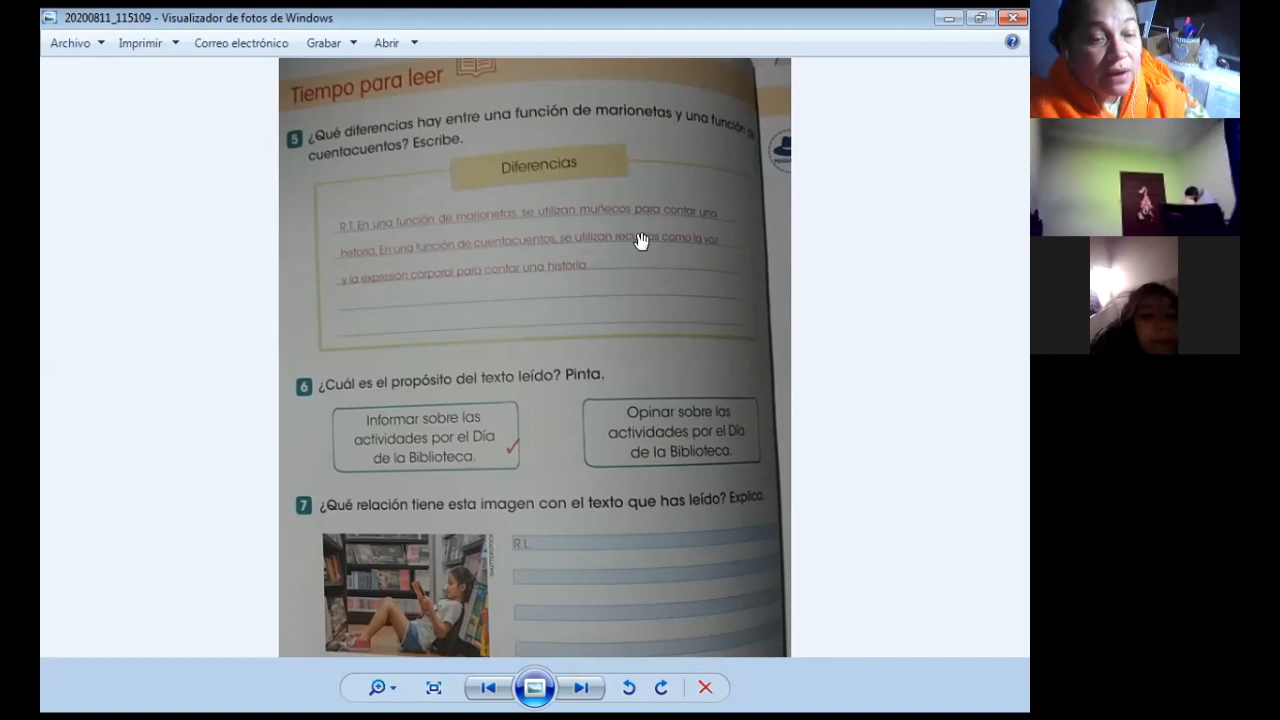 20200811_115109 - Visualizador de fotos de Windows
Archivo Imprimir Correo electrónico Grabar Abrir
Tiempo para leer
5 ¿Qué diferencias hay entre una función de marionetas y una función de
cuentacuentos? Escribe.
Diferencias
R.T. En una función de marionetas, se utilizan muñecos para contar una
historia. En una función de cuentacuentos, se utilizan recursos como la voz
y la expresión corporal para contar una historia.
6 ¿Cuál es el propósito del texto leído? Pinta.
Informar sobre las
actividades por el Día
de la Biblioteca.
Opinar sobre las
actividades por el Día
de la Biblioteca.
7 ¿Qué relación tiene esta imagen con el texto que has leído? Explica.
R.L.
SHUTTERSTOCK